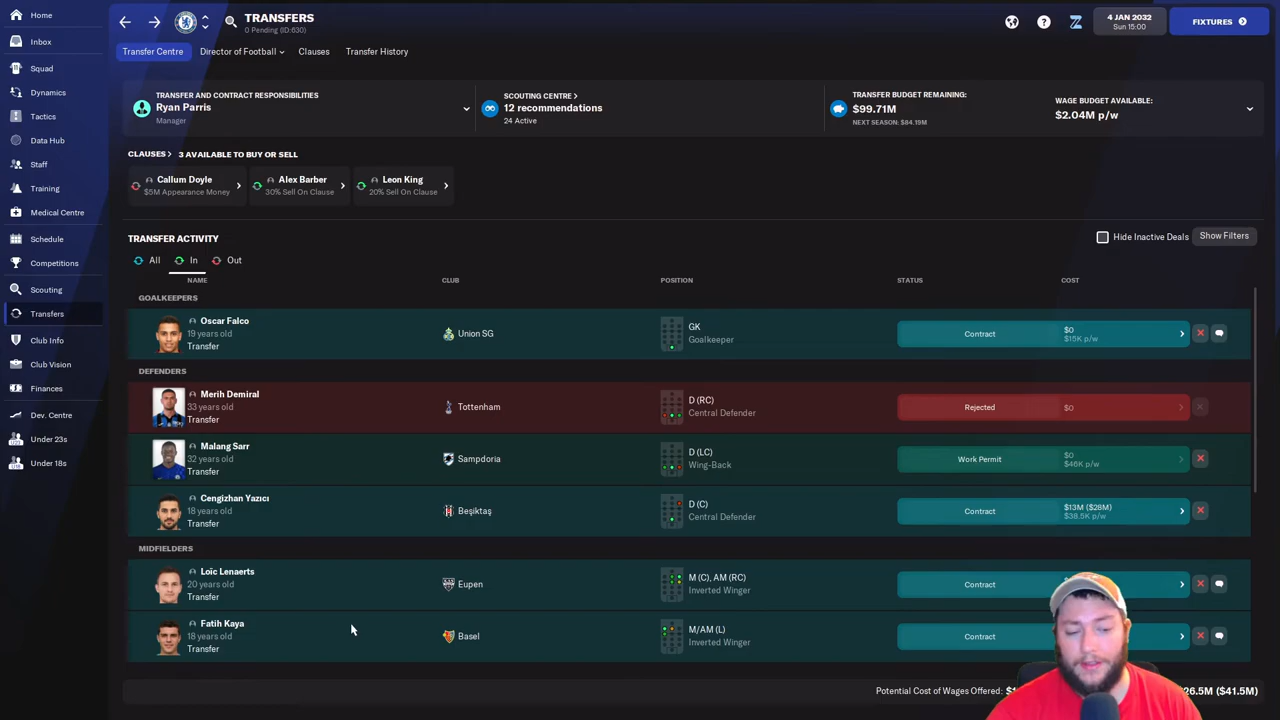 Home
Inbox
Squad
Dynamics
Tactics
Data Hub
Staff
Training
Medical Centre
Schedule
Competitions
Scouting
Transfers
Club Info
Club Vision
Finances
Dev. Centre
Under 23s
Under 18s
TRANSFERS
0 Pending (ID:630)
4 JAN 2032
Sun 15:00
FIXTURES
Transfer Centre
Director of Football
Clauses
Transfer History
TRANSFER AND CONTRACT RESPONSIBILITIES
Ryan Parris
Manager
SCOUTING CENTRE >
12 recommendations
24 Active
TRANSFER BUDGET REMAINING:
$99.71M
NEXT SEASON: $84.19M
WAGE BUDGET AVAILABLE:
$2.04M p/w
CLAUSES > 3 AVAILABLE TO BUY OR SELL
Callum Doyle
$5M Appearance Money
Alex Barber
30% Sell On Clause
Leon King
20% Sell On Clause
TRANSFER ACTIVITY
Hide Inactive Deals
Show Filters
All In Out
NAME CLUB POSITION STATUS COST
GOALKEEPERS
Oscar Falco
19 years old
Transfer
Union SG
GK
Goalkeeper
Contract
$0
$15K p/w
DEFENDERS
Merih Demiral
33 years old
Transfer
Tottenham
D (RC)
Central Defender
Rejected
$0
Malang Sarr
32 years old
Transfer
Sampdoria
D (LC)
Wing-Back
Work Permit
$0
$46K p/w
Cengizhan Yazıcı
18 years old
Transfer
Beşiktaş
D (C)
Central Defender
Contract
$13M ($28M)
$38.5K p/w
MIDFIELDERS
Loïc Lenaerts
20 years old
Transfer
Eupen
M (C), AM (RC)
Inverted Winger
Contract
Fatih Kaya
18 years old
Transfer
Basel
M/AM (L)
Inverted Winger
Contract
Potential Cost of Wages Offered:
26.5M ($41.5M)